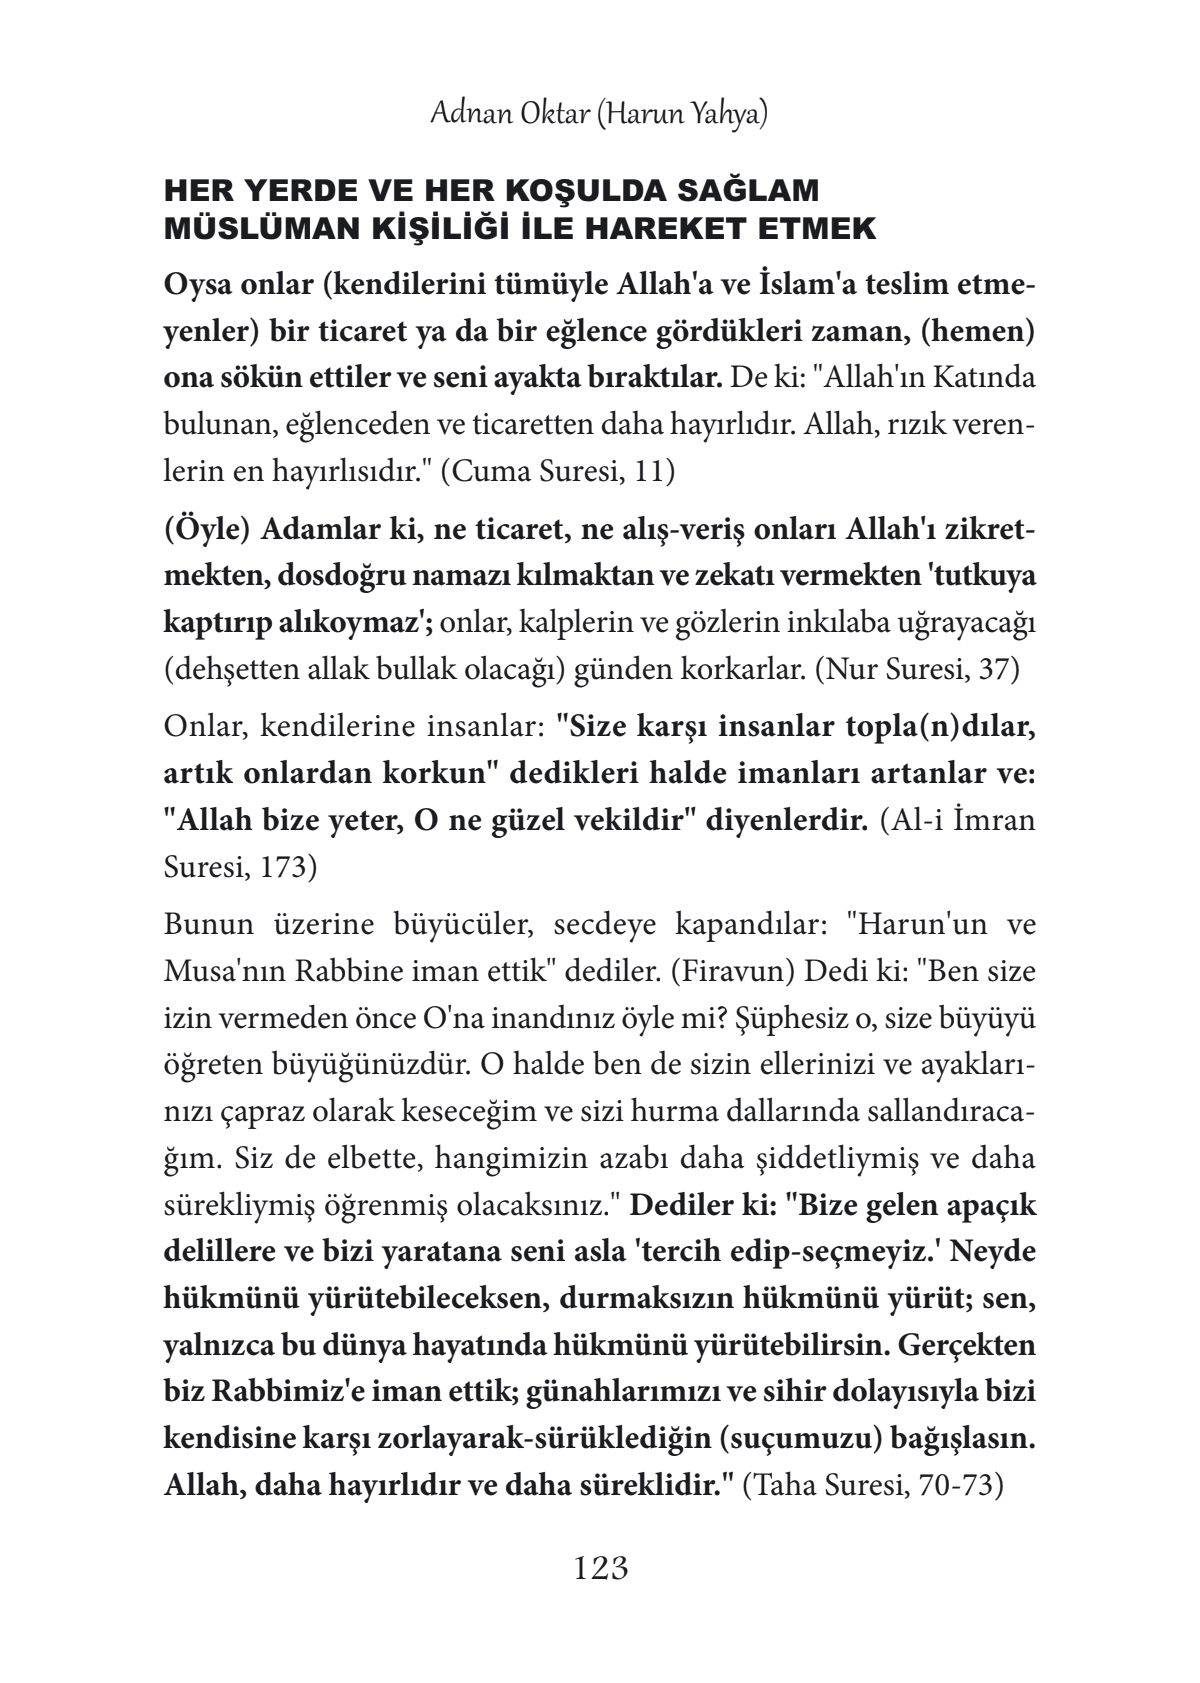 Adnan Oktar (Harun Yahya)
HER YERDE VE HER KOŞULDA SAĞLAM
MÜSLÜMAN KİŞİLİĞİ İLE HAREKET ETMEK
Oysa onlar (kendilerini tümüyle Allah'a ve İslam'a teslim etme-
yenler) bir ticaret ya da bir eğlence gördükleri zaman, (hemen)
ona sökün ettiler ve seni ayakta bıraktılar. De ki: "Allah'ın Katında
bulunan, eğlenceden ve ticaretten daha hayırlıdır. Allah, rızık veren-
lerin en hayırlısıdır." (Cuma Suresi, 11)
(Öyle) Adamlar ki, ne ticaret, ne alış-veriş onları Allah'ı zikret-
mekten, dosdoğru namazı kılmaktan ve zekatı vermekten 'tutkuya
kaptırıp alıkoymaz'; onlar, kalplerin ve gözlerin inkılaba uğrayacağı
(dehşetten allak bullak olacağı) günden korkarlar. (Nur Suresi, 37)
Onlar, kendilerine insanlar: "Size karşı insanlar topla(n)dılar,
artık onlardan korkun" dedikleri halde imanları artanlar ve:
"Allah bize yeter, O ne güzel vekildir" diyenlerdir. (Al-i İmran
Suresi, 173)
Bunun üzerine büyücüler, secdeye kapandılar: "Harun'un ve
Musa'nın Rabbine iman ettik" dediler. (Firavun) Dedi ki: "Ben size
izin vermeden önce O'na inandınız öyle mi? Şüphesiz o, size büyüyü
öğreten büyüğünüzdür. O halde ben de sizin ellerinizi ve ayakları-
nızı çapraz olarak keseceğim ve sizi hurma dallarında sallandıraca-
ğım. Siz de elbette, hangimizin azabı daha şiddetliymiş ve daha
sürekliymiş öğrenmiş olacaksınız." Dediler ki: "Bize gelen apaçık
delillere ve bizi yaratana seni asla 'tercih edip-seçmeyiz.' Neyde
hükmünü yürütebileceksen, durmaksızın hükmünü yürüt; sen,
yalnızca bu dünya hayatında hükmünü yürütebilirsin. Gerçekten
biz Rabbimiz'e iman ettik; günahlarımızı ve sihir dolayısıyla bizi
kendisine karşı zorlayarak-sürüklediğin (suçumuzu) bağışlasın.
Allah, daha hayırlıdır ve daha süreklidir." (Taha Suresi, 70-73)
123